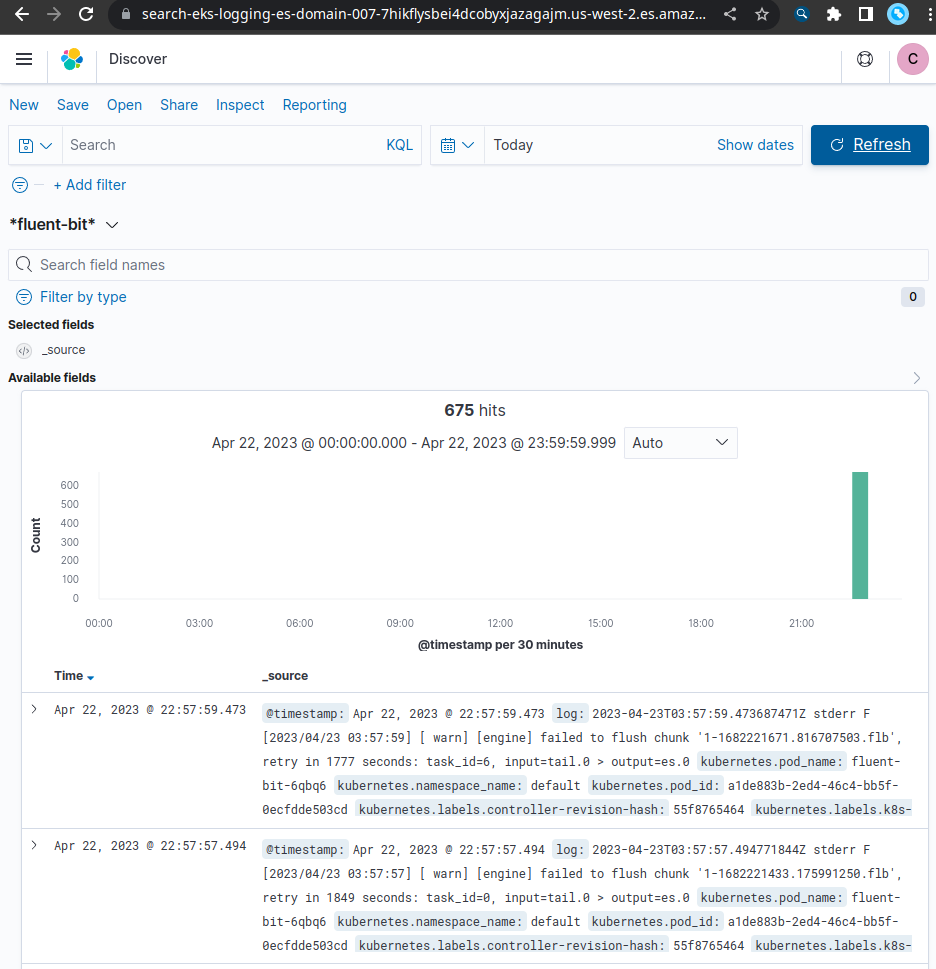 search-eks-logging-es-domain-007-7hikflysbei4dcobyxjazagajm.us-west-2.es.amaz...
Discover
C
New Save Open Share Inspect Reporting
Search KQL Today Show dates Refresh
+ Add filter
*fluent-bit*
Search field names
Filter by type 0
Selected fields
</> _source
Available fields
675 hits
Apr 22, 2023 @ 00:00:00.000 - Apr 22, 2023 @ 23:59:59.999 Auto
Count
600
500
400
300
200
100
0
00:00 03:00 06:00 09:00 12:00 15:00 18:00 21:00
@timestamp per 30 minutes
Time _source
Apr 22, 2023 @ 22:57:59.473 @timestamp: Apr 22, 2023 @ 22:57:59.473 log: 2023-04-23T03:57:59.473687471Z stderr F
[2023/04/23 03:57:59] [ warn] [engine] failed to flush chunk '1-1682221671.816707503.flb',
retry in 1777 seconds: task_id=6, input=tail.0 > output=es.0 kubernetes.pod_name: fluent-
bit-6qbq6 kubernetes.namespace_name: default kubernetes.pod_id: a1de883b-2ed4-46c4-bb5f-
0ecfdde503cd kubernetes.labels.controller-revision-hash: 55f8765464 kubernetes.labels.k8s-
Apr 22, 2023 @ 22:57:57.494 @timestamp: Apr 22, 2023 @ 22:57:57.494 log: 2023-04-23T03:57:57.494771844Z stderr F
[2023/04/23 03:57:57] [ warn] [engine] failed to flush chunk '1-1682221433.175991250.flb',
retry in 1849 seconds: task_id=0, input=tail.0 > output=es.0 kubernetes.pod_name: fluent-
bit-6qbq6 kubernetes.namespace_name: default kubernetes.pod_id: a1de883b-2ed4-46c4-bb5f-
0ecfdde503cd kubernetes.labels.controller-revision-hash: 55f8765464 kubernetes.labels.k8s-